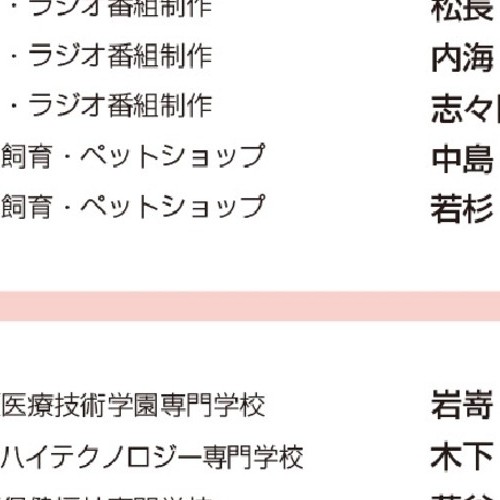 ・ラジオ番組制作 松長
・ラジオ番組制作 内海
・ラジオ番組制作 志々
飼育・ペットショップ 中島
飼育・ペットショップ 若杉
医療技術学園専門学校 岩嵜
ハイテクノロジー専門学校 木下